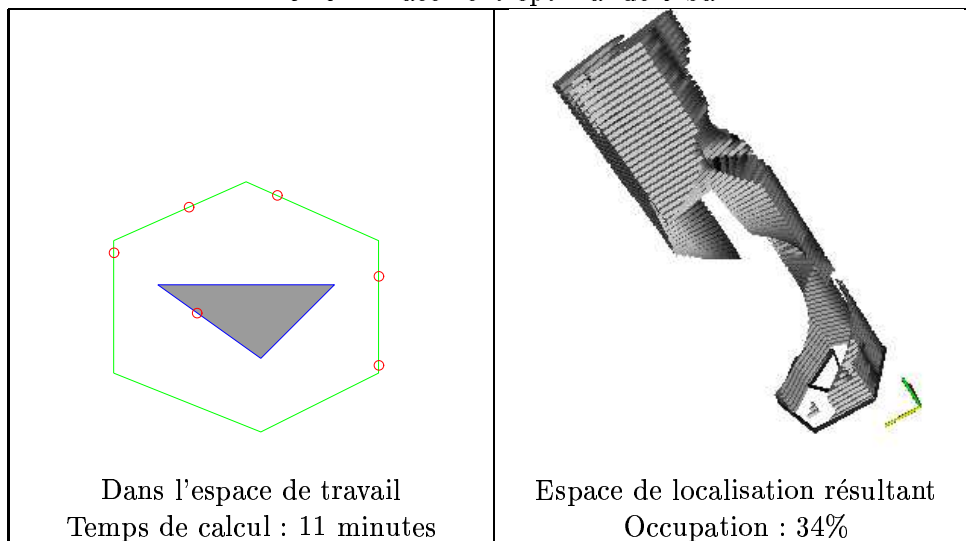 Dans l'espace de travail
Temps de calcul : 11 minutes
Espace de localisation résultant
Occupation : 34%